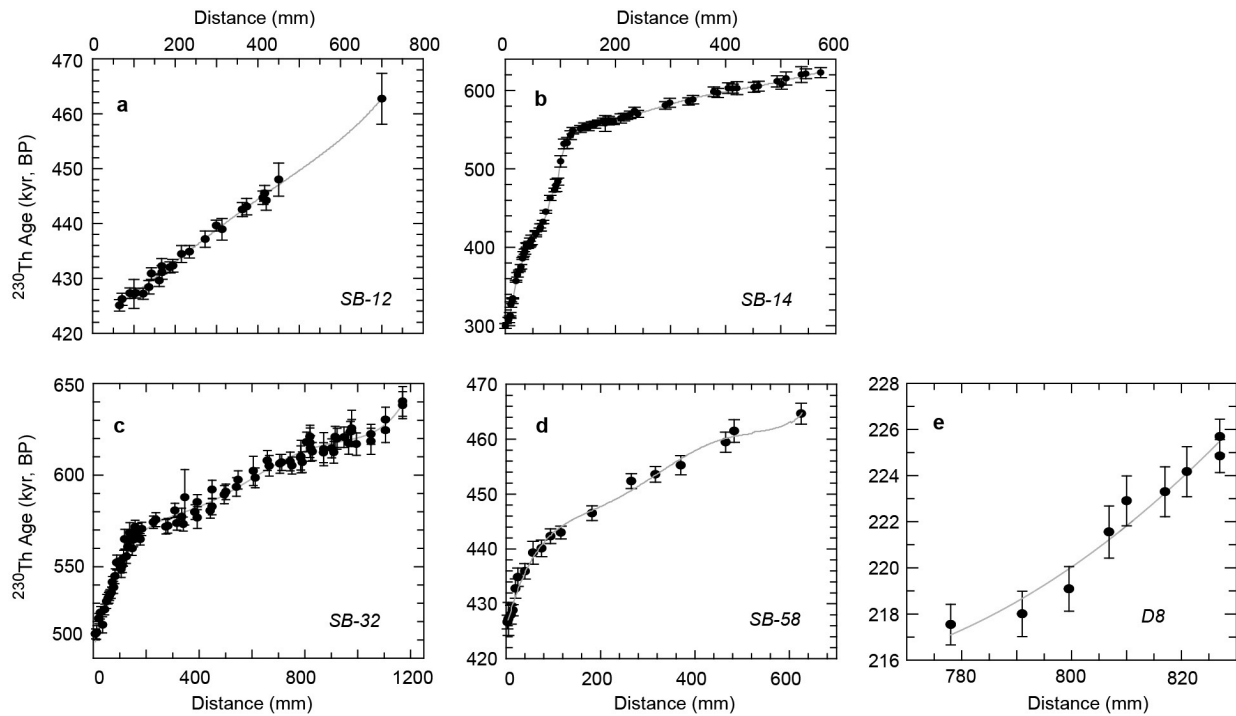 Distance (mm)
0 200 400 600 800
470
460
450
440
430
420
²³⁰Th Age (kyr, BP)
a
SB-12
Distance (mm)
0 200 400 600
600
500
400
300
b
SB-14
650
600
550
500
²³⁰Th Age (kyr, BP)
c
SB-32
0 400 800 1200
Distance (mm)
470
460
450
440
430
420
d
SB-58
0 200 400 600
Distance (mm)
228
226
224
222
220
218
216
e
D8
780 800 820
Distance (mm)